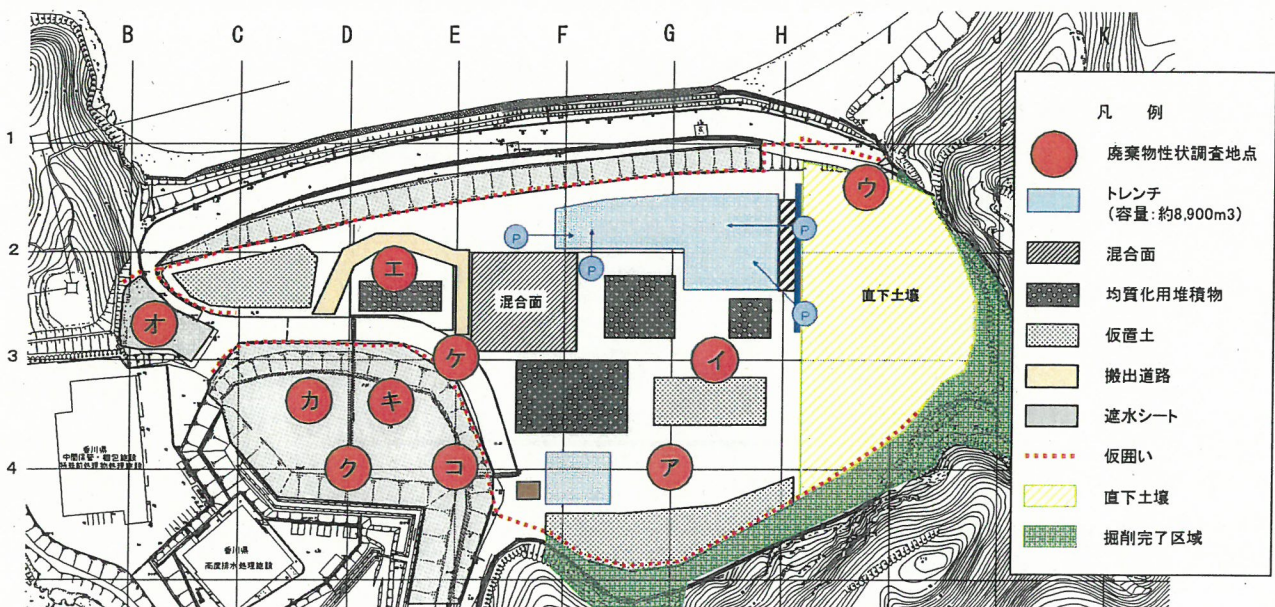 B C D E F G H I J K
1
2
3
4
ア
イ
ウ
エ
オ
カ
キ
ク
ケ
コ
P
P
P
P
混合面
直下土壌
香川県
中間保管・梱包施設
香川県
高度排水処理施設
凡 例
廃棄物性状調査地点
トレンチ
(容量:約8,900m3)
混合面
均質化用堆積物
仮置土
搬出道路
遮水シート
仮囲い
直下土壌
掘削完了区域